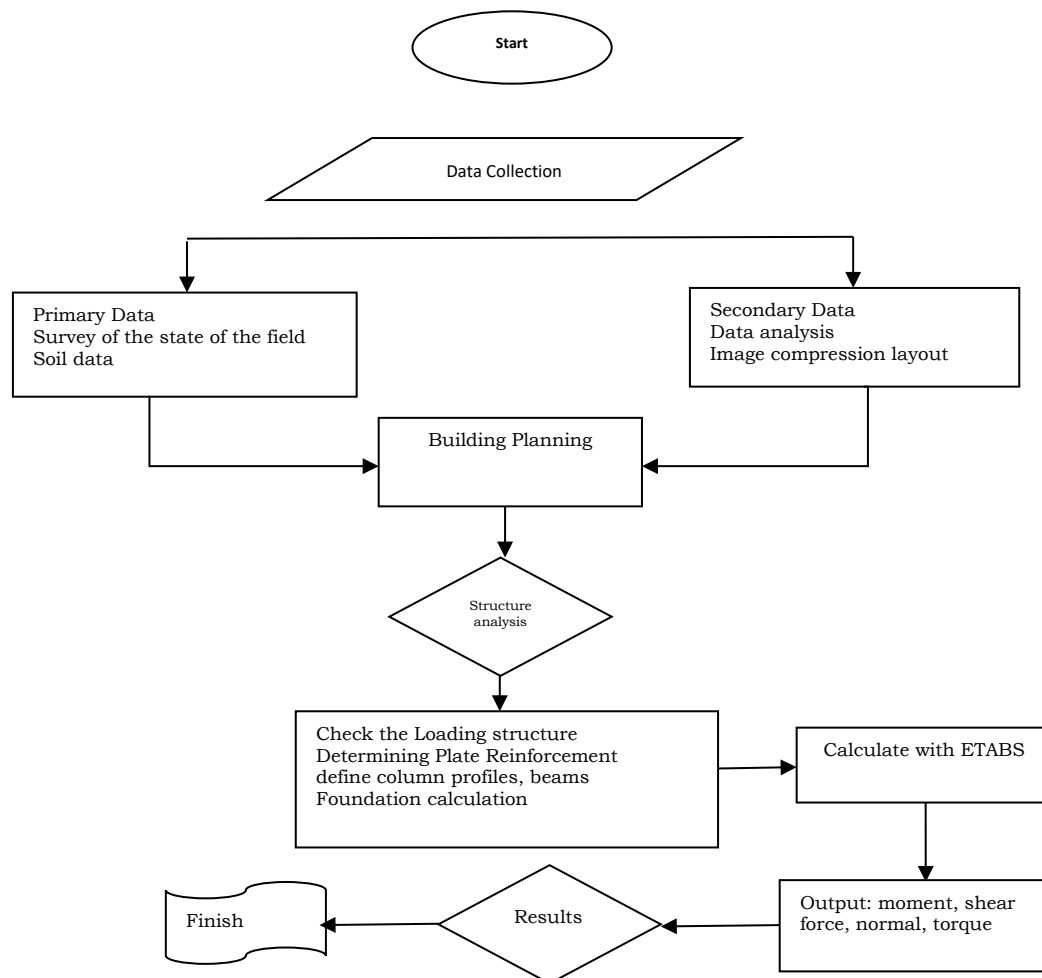 Start
Data Collection
Primary Data
Survey of the state of the field
Soil data
Secondary Data
Data analysis
Image compression layout
Building Planning
Structure
analysis
Check the Loading structure
Determining Plate Reinforcement
define column profiles, beams
Foundation calculation
Calculate with ETABS
Output: moment, shear
force, normal, torque
Results
Finish